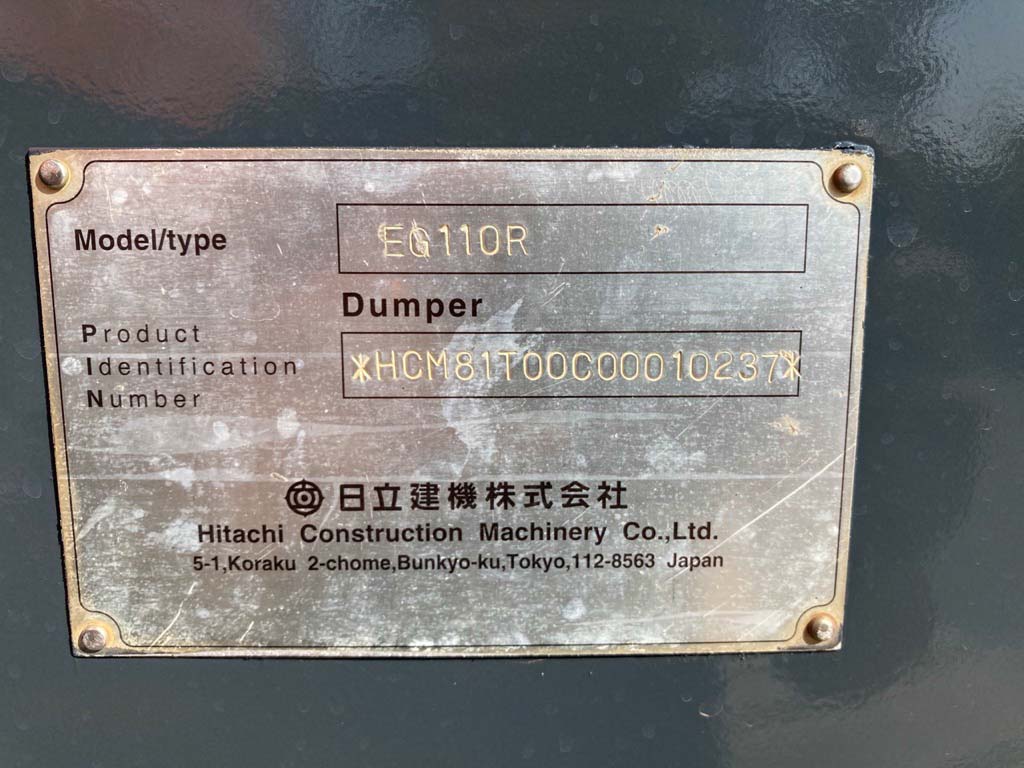 Model/type EG110R
Dumper
Product
Identification
Number
*HCM81T00C00010237*
日立建機株式会社
Hitachi Construction Machinery Co.,Ltd.
5-1,Koraku 2-chome,Bunkyo-ku,Tokyo,112-8563 Japan